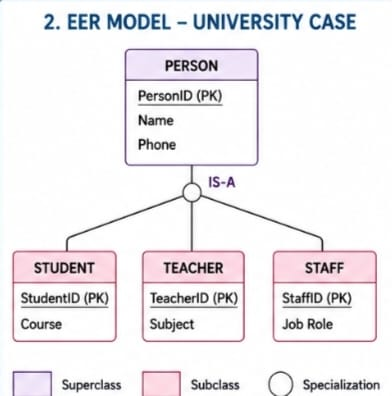 2. EER MODEL – UNIVERSITY CASE
PERSON
PersonID (PK)
Name
Phone
IS-A
STUDENT
StudentID (PK)
Course
TEACHER
TeacherID (PK)
Subject
STAFF
StaffID (PK)
Job Role
Superclass
Subclass
Specialization